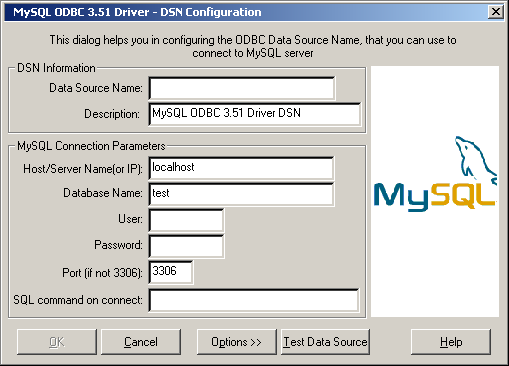 MySQL ODBC 3.51 Driver - DSN Configuration
This dialog helps you in configuring the ODBC Data Source Name, that you can use to
connect to MySQL server
DSN Information
Data Source Name:
Description: MySQL ODBC 3.51 Driver DSN
MySQL Connection Parameters
Host/Server Name(or IP): localhost
Database Name: test
User:
Password:
Port (if not 3306): 3306
SQL command on connect:
MySQL
OK Cancel Options >> Test Data Source Help